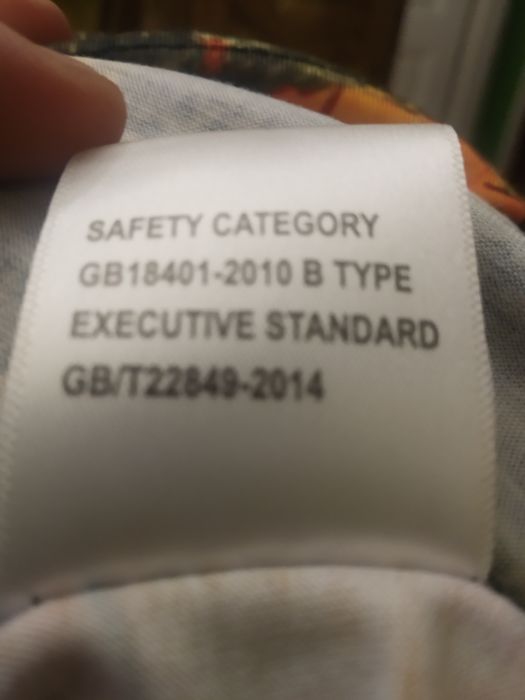 SAFETY CATEGORY
GB18401-2010 B TYPE
EXECUTIVE STANDARD
GB/T22849-2014